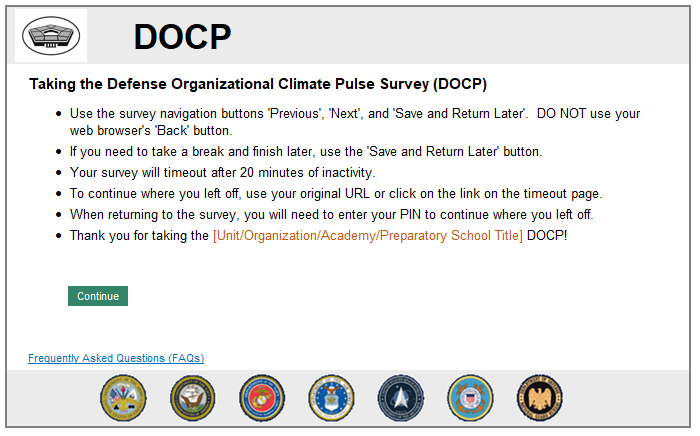 DOCP
Taking the Defense Organizational Climate Pulse Survey (DOCP)
• Use the survey navigation buttons 'Previous', 'Next', and 'Save and Return Later'.  DO NOT use your
web browser's 'Back' button.
• If you need to take a break and finish later, use the 'Save and Return Later' button.
• Your survey will timeout after 20 minutes of inactivity.
• To continue where you left off, use your original URL or click on the link on the timeout page.
• When returning to the survey, you will need to enter your PIN to continue where you left off.
• Thank you for taking the [Unit/Organization/Academy/Preparatory School Title] DOCP!
Continue
Frequently Asked Questions (FAQs)